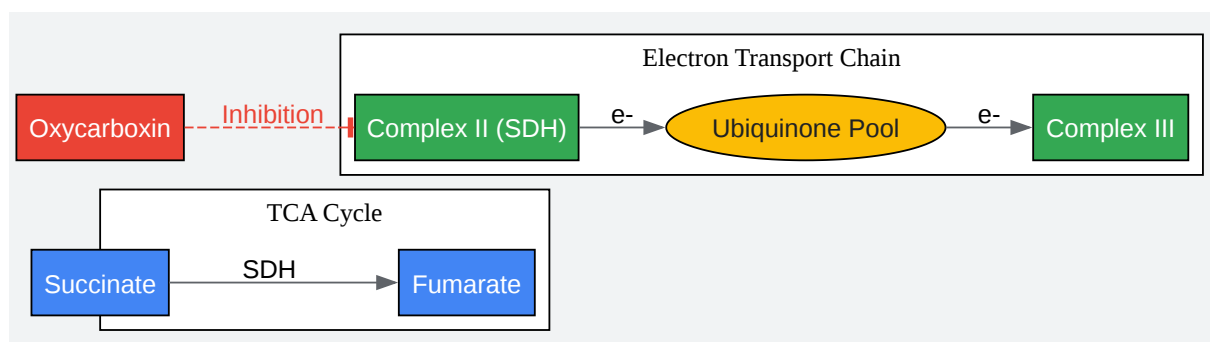 Electron Transport Chain
Oxycarboxin
Inhibition
Complex II (SDH)
e-
Ubiquinone Pool
e-
Complex III
TCA Cycle
Succinate
SDH
Fumarate